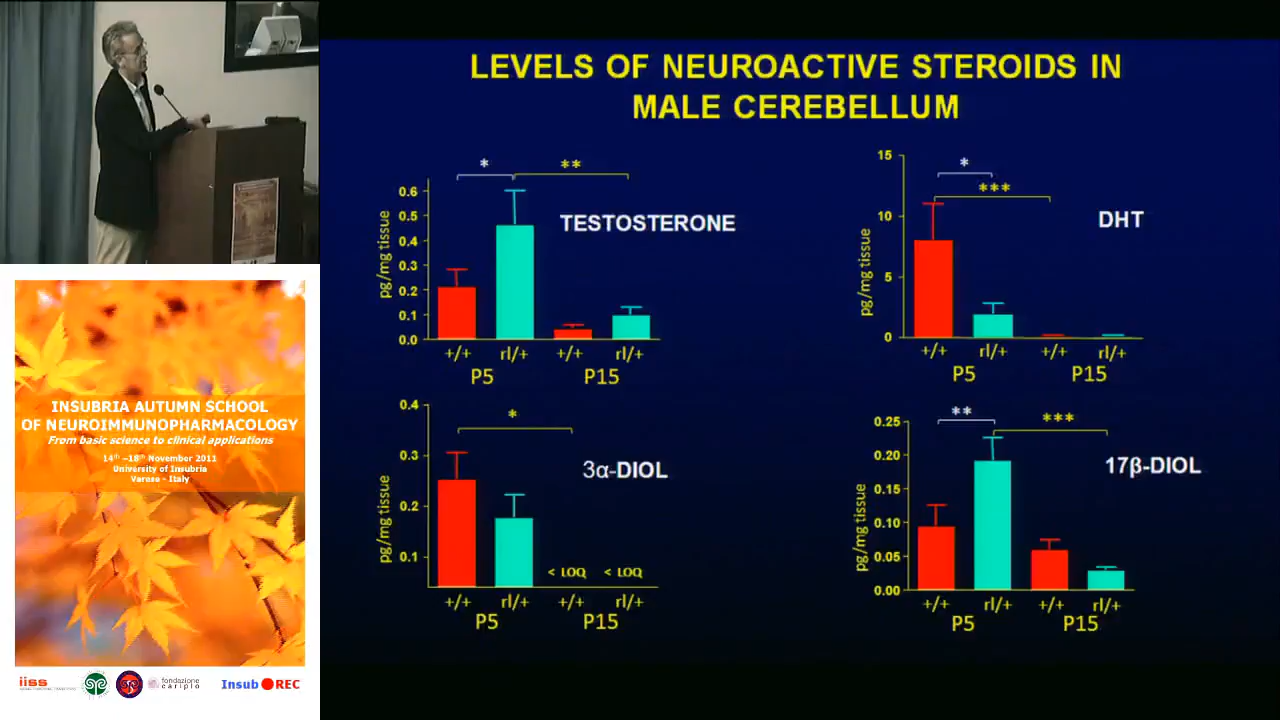 LEVELS OF NEUROACTIVE STEROIDS IN
MALE CEREBELLUM
* **
0.6
0.5
0.4
0.3
0.2
0.1
0.0
pg/mg tissue
TESTOSTERONE
+/+ rl/+ +/+ rl/+
P5 P15
* ***
15
10
5
0
pg/mg tissue
DHT
+/+ rl/+ +/+ rl/+
P5 P15
*
0.4
0.3
0.2
0.1
pg/mg tissue
3α-DIOL
< LOQ < LOQ
+/+ rl/+ +/+ rl/+
P5 P15
** ***
0.25
0.20
0.15
0.10
0.05
0.00
pg/mg tissue
17β-DIOL
+/+ rl/+ +/+ rl/+
P5 P15
INSUBRIA AUTUMN SCHOOL
OF NEUROIMMUNOPHARMACOLOGY
From basic science to clinical applications
14th –18th November 2011
University of Insubria
Varese - Italy
iiss
fondazione
cariplo
Insub REC